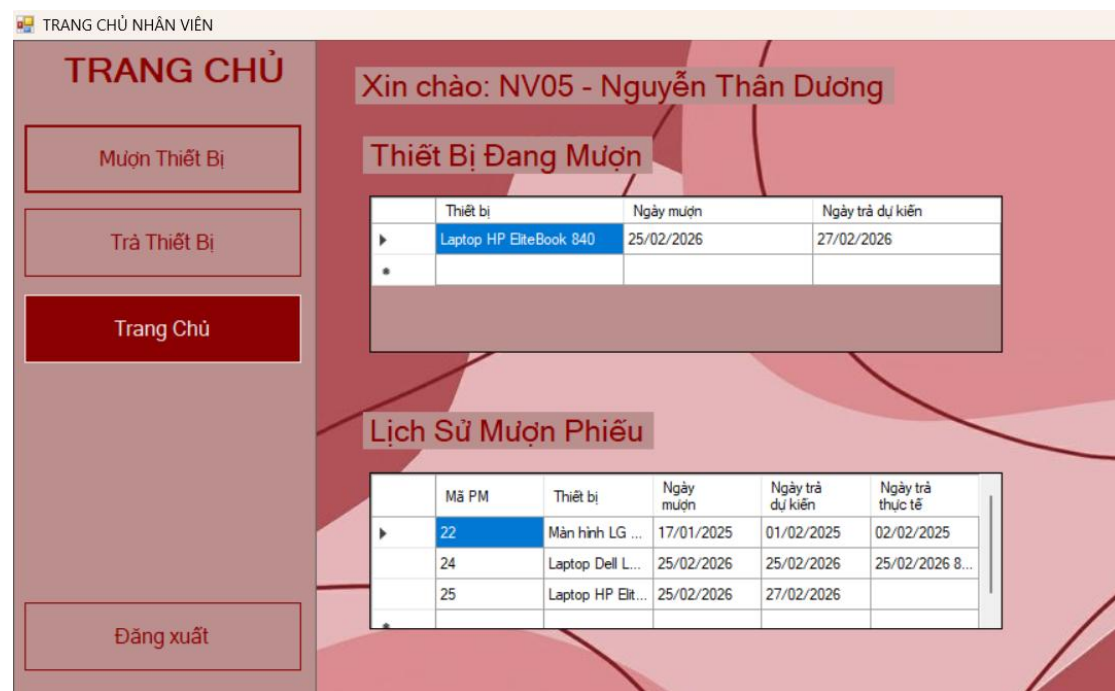 TRANG CHỦ NHÂN VIÊN
TRANG CHỦ
Mượn Thiết Bị
Trả Thiết Bị
Trang Chủ
Đăng xuất
Xin chào: NV05 - Nguyễn Thân Dương
Thiết Bị Đang Mượn
Thiết bị Ngày mượn Ngày trả dự kiến
Laptop HP EliteBook 840 25/02/2026 27/02/2026
Lịch Sử Mượn Phiếu
Mã PM Thiết bị Ngày mượn Ngày trả dự kiến Ngày trả thực tế
22 Màn hình LG ... 17/01/2025 01/02/2025 02/02/2025
24 Laptop Dell L... 25/02/2026 25/02/2026 25/02/2026 8...
25 Laptop HP Elit... 25/02/2026 27/02/2026